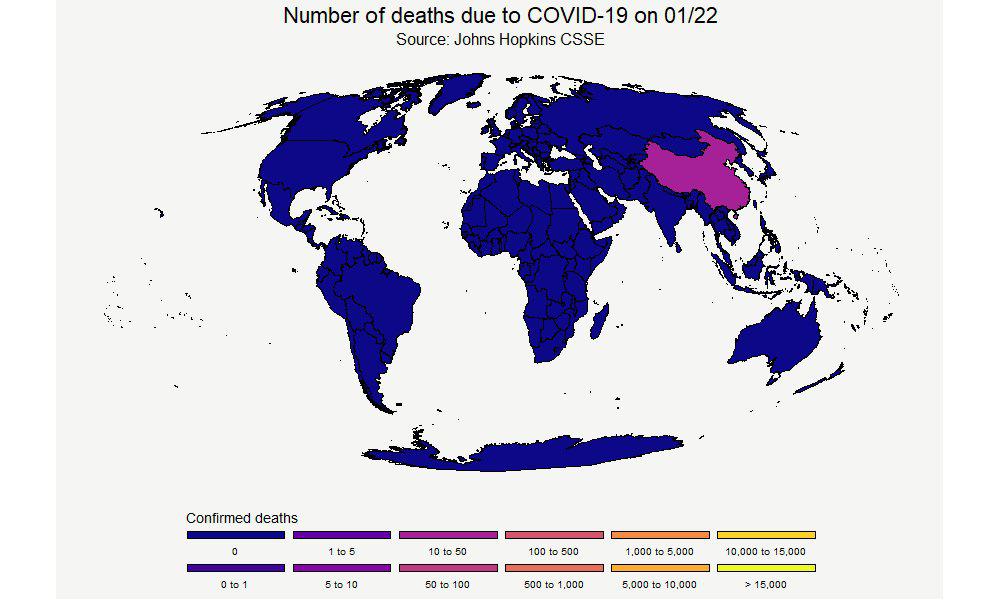 Number of deaths due to COVID-19 on 01/22
Source: Johns Hopkins CSSE
Confirmed deaths
0 1 to 5 10 to 50 100 to 500 1,000 to 5,000 10,000 to 15,000
0 to 1 5 to 10 50 to 100 500 to 1,000 5,000 to 10,000 > 15,000